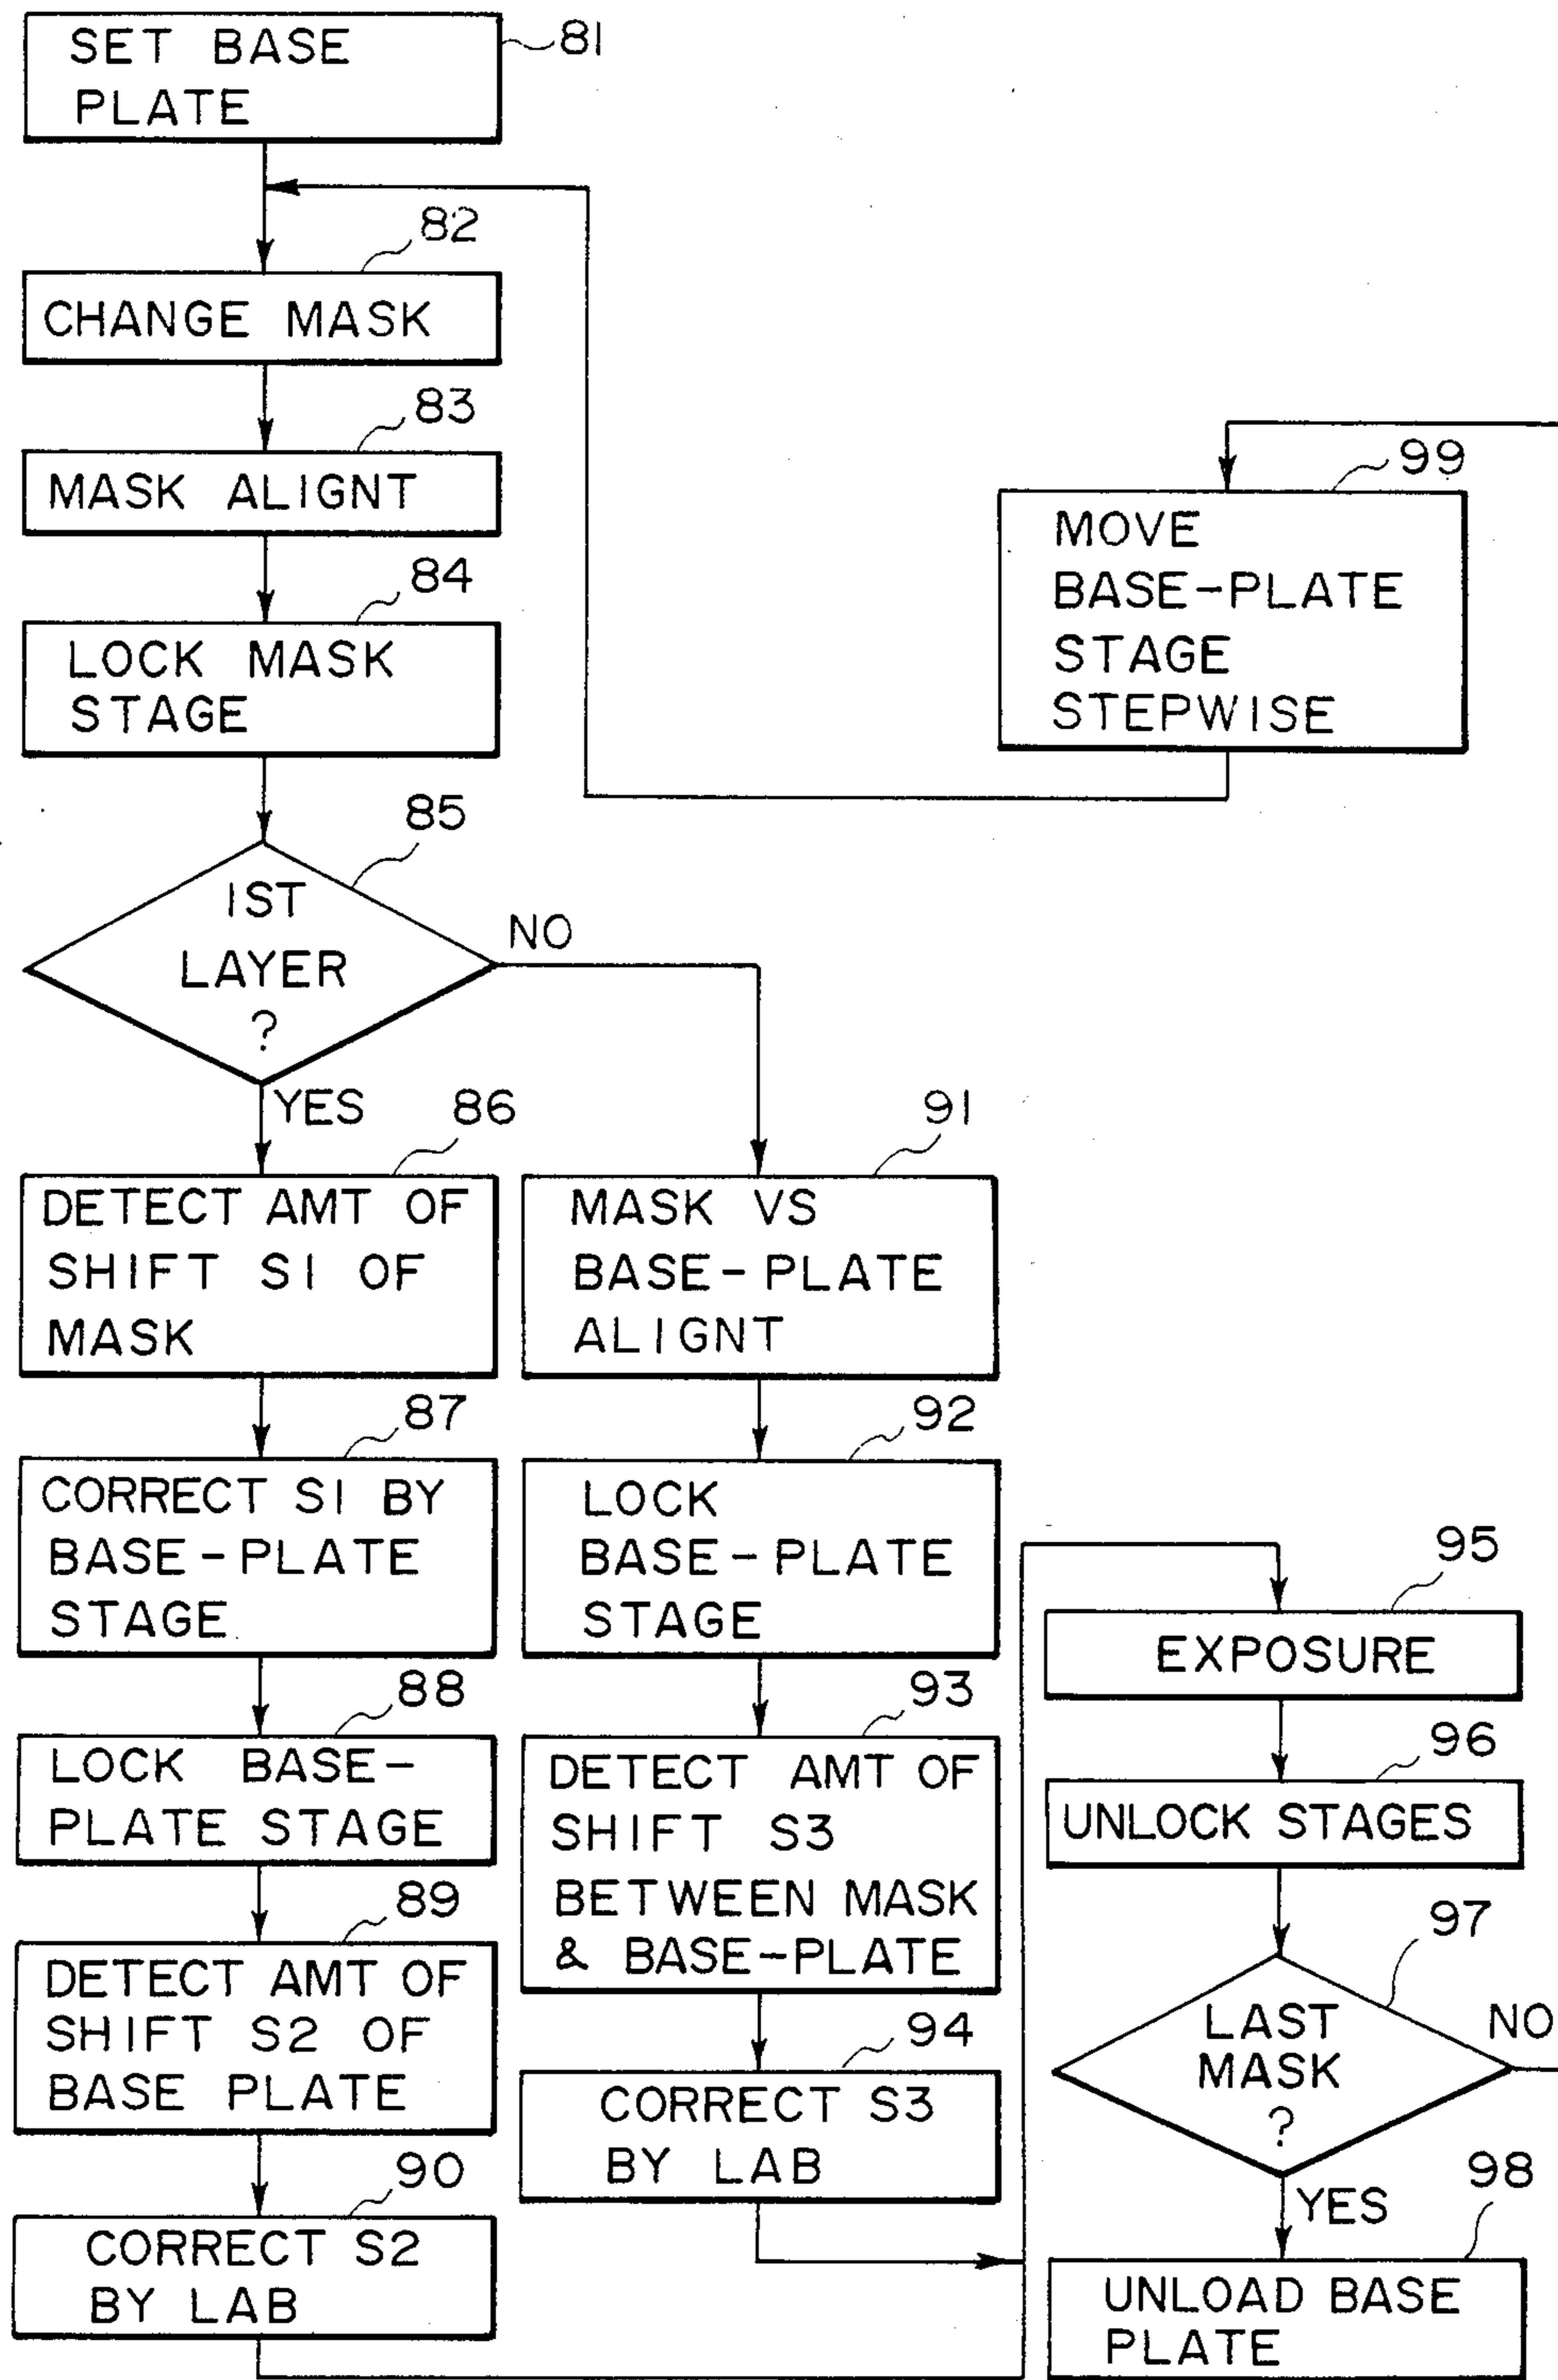 SET BASE
PLATE
81
82
CHANGE MASK
83
MASK ALIGNT
84
LOCK MASK
STAGE
85
1ST
LAYER
?
NO
YES
86
DETECT AMT OF
SHIFT S1 OF
MASK
87
CORRECT S1 BY
BASE-PLATE
STAGE
88
LOCK BASE-
PLATE STAGE
89
DETECT AMT OF
SHIFT S2 OF
BASE PLATE
90
CORRECT S2
BY LAB
91
MASK VS
BASE-PLATE
ALIGNT
92
LOCK
BASE-PLATE
STAGE
93
DETECT AMT OF
SHIFT S3
BETWEEN MASK
& BASE-PLATE
94
CORRECT S3
BY LAB
95
EXPOSURE
96
UNLOCK STAGES
97
LAST
MASK
?
NO
YES
98
UNLOAD BASE
PLATE
99
MOVE
BASE-PLATE
STAGE
STEPWISE